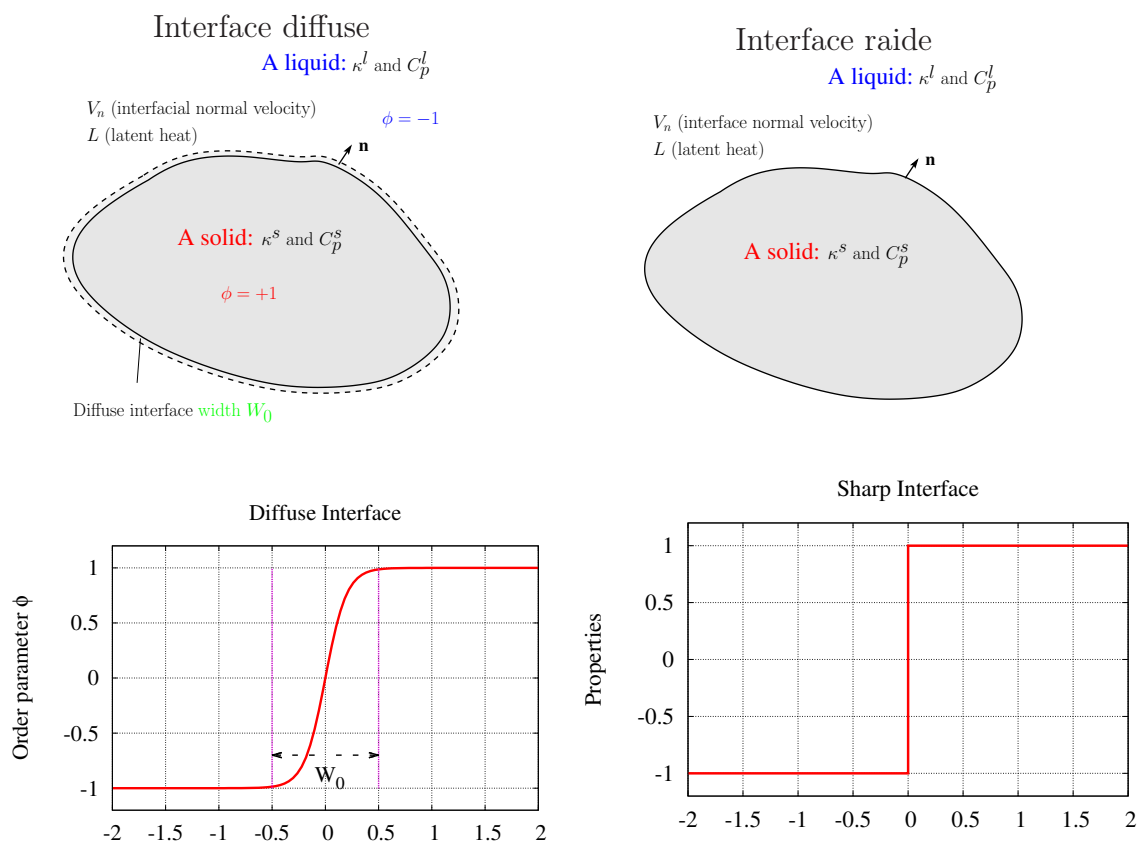 Interface diffuse
A liquid: κ^l and C_p^l
V_n (interfacial normal velocity)
ϕ = −1
L (latent heat)
n
A solid: κ^s and C_p^s
ϕ = +1
Diffuse interface width W_0
Interface raide
A liquid: κ^l and C_p^l
V_n (interface normal velocity)
L (latent heat)
n
A solid: κ^s and C_p^s
Diffuse Interface
Order parameter ϕ
1
0.5
0
-0.5
-1
W_0
-2 -1.5 -1 -0.5 0 0.5 1 1.5 2
Sharp Interface
Properties
1
0.5
0
-0.5
-1
-2 -1.5 -1 -0.5 0 0.5 1 1.5 2